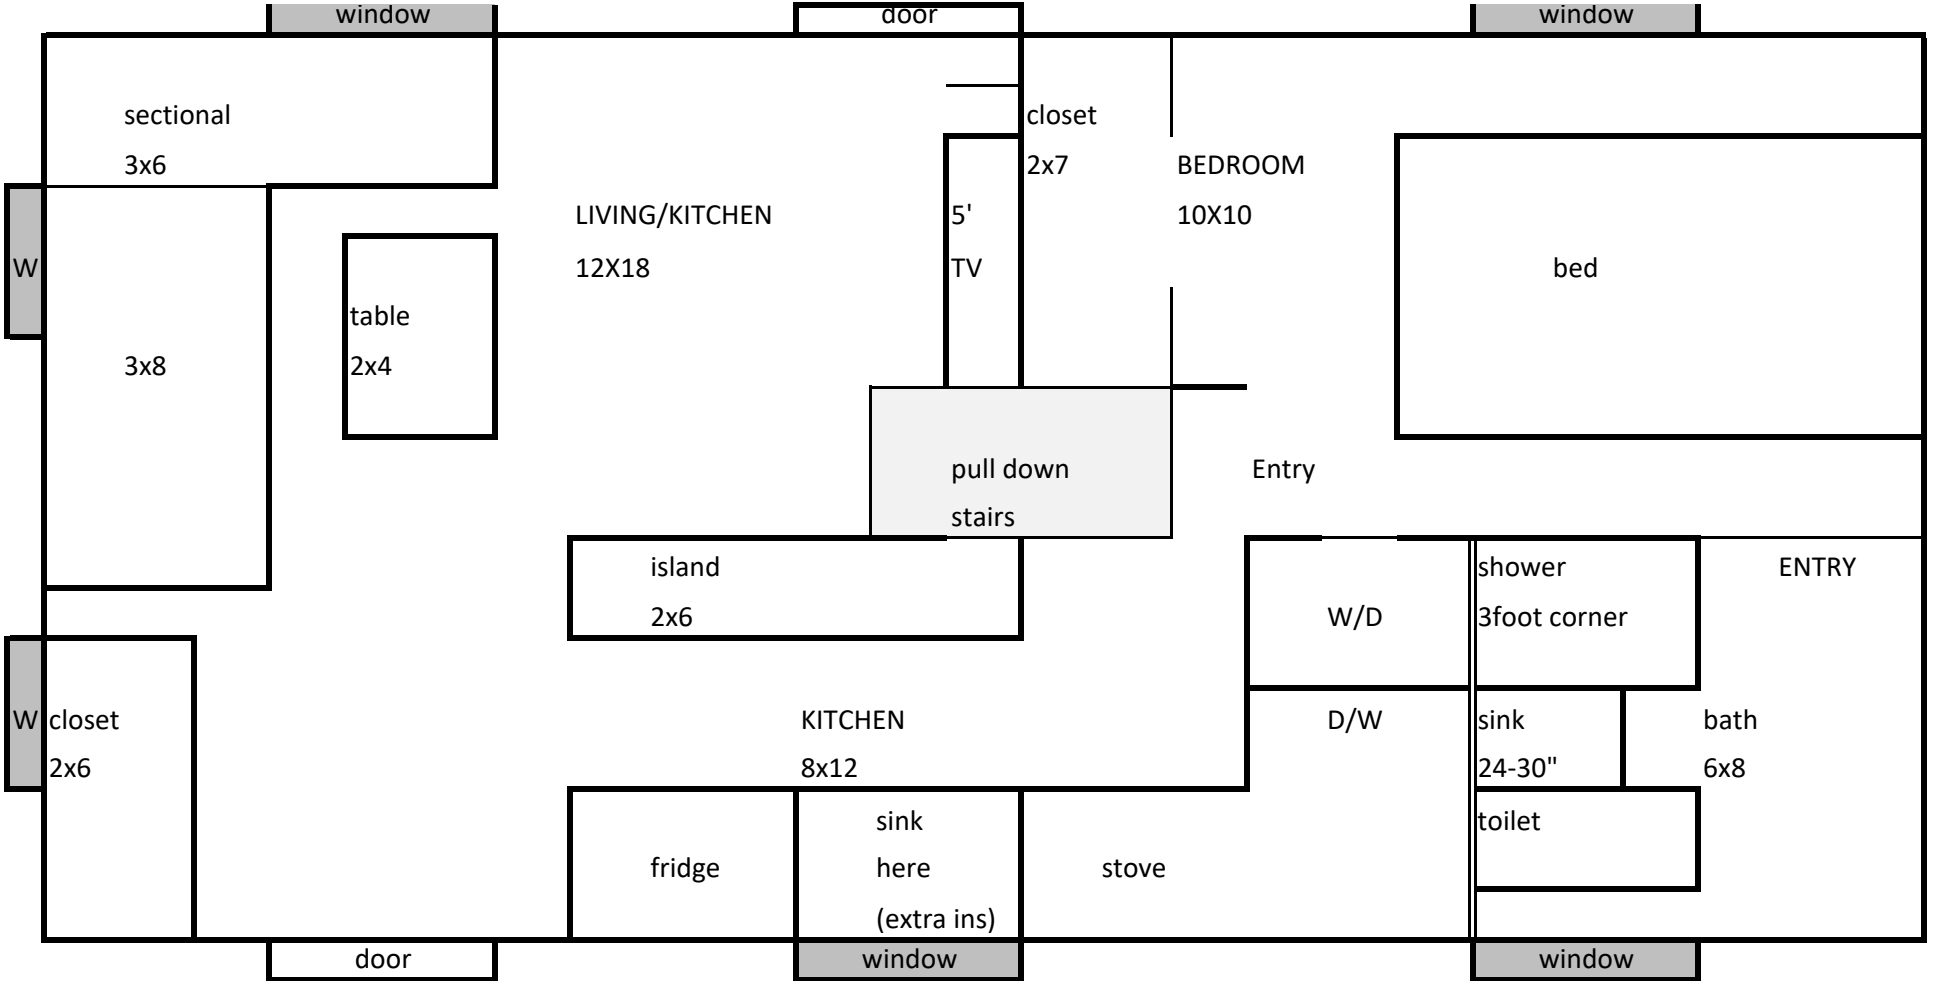 window
door
window
sectional
3x6
closet
2x7
BEDROOM
10X10
LIVING/KITCHEN
12X18
5'
TV
W
bed
table
2x4
3x8
pull down
stairs
Entry
island
2x6
W/D
shower
3foot corner
ENTRY
W
closet
2x6
KITCHEN
8x12
D/W
sink
24-30"
bath
6x8
fridge
sink
here
(extra ins)
stove
toilet
door
window
window